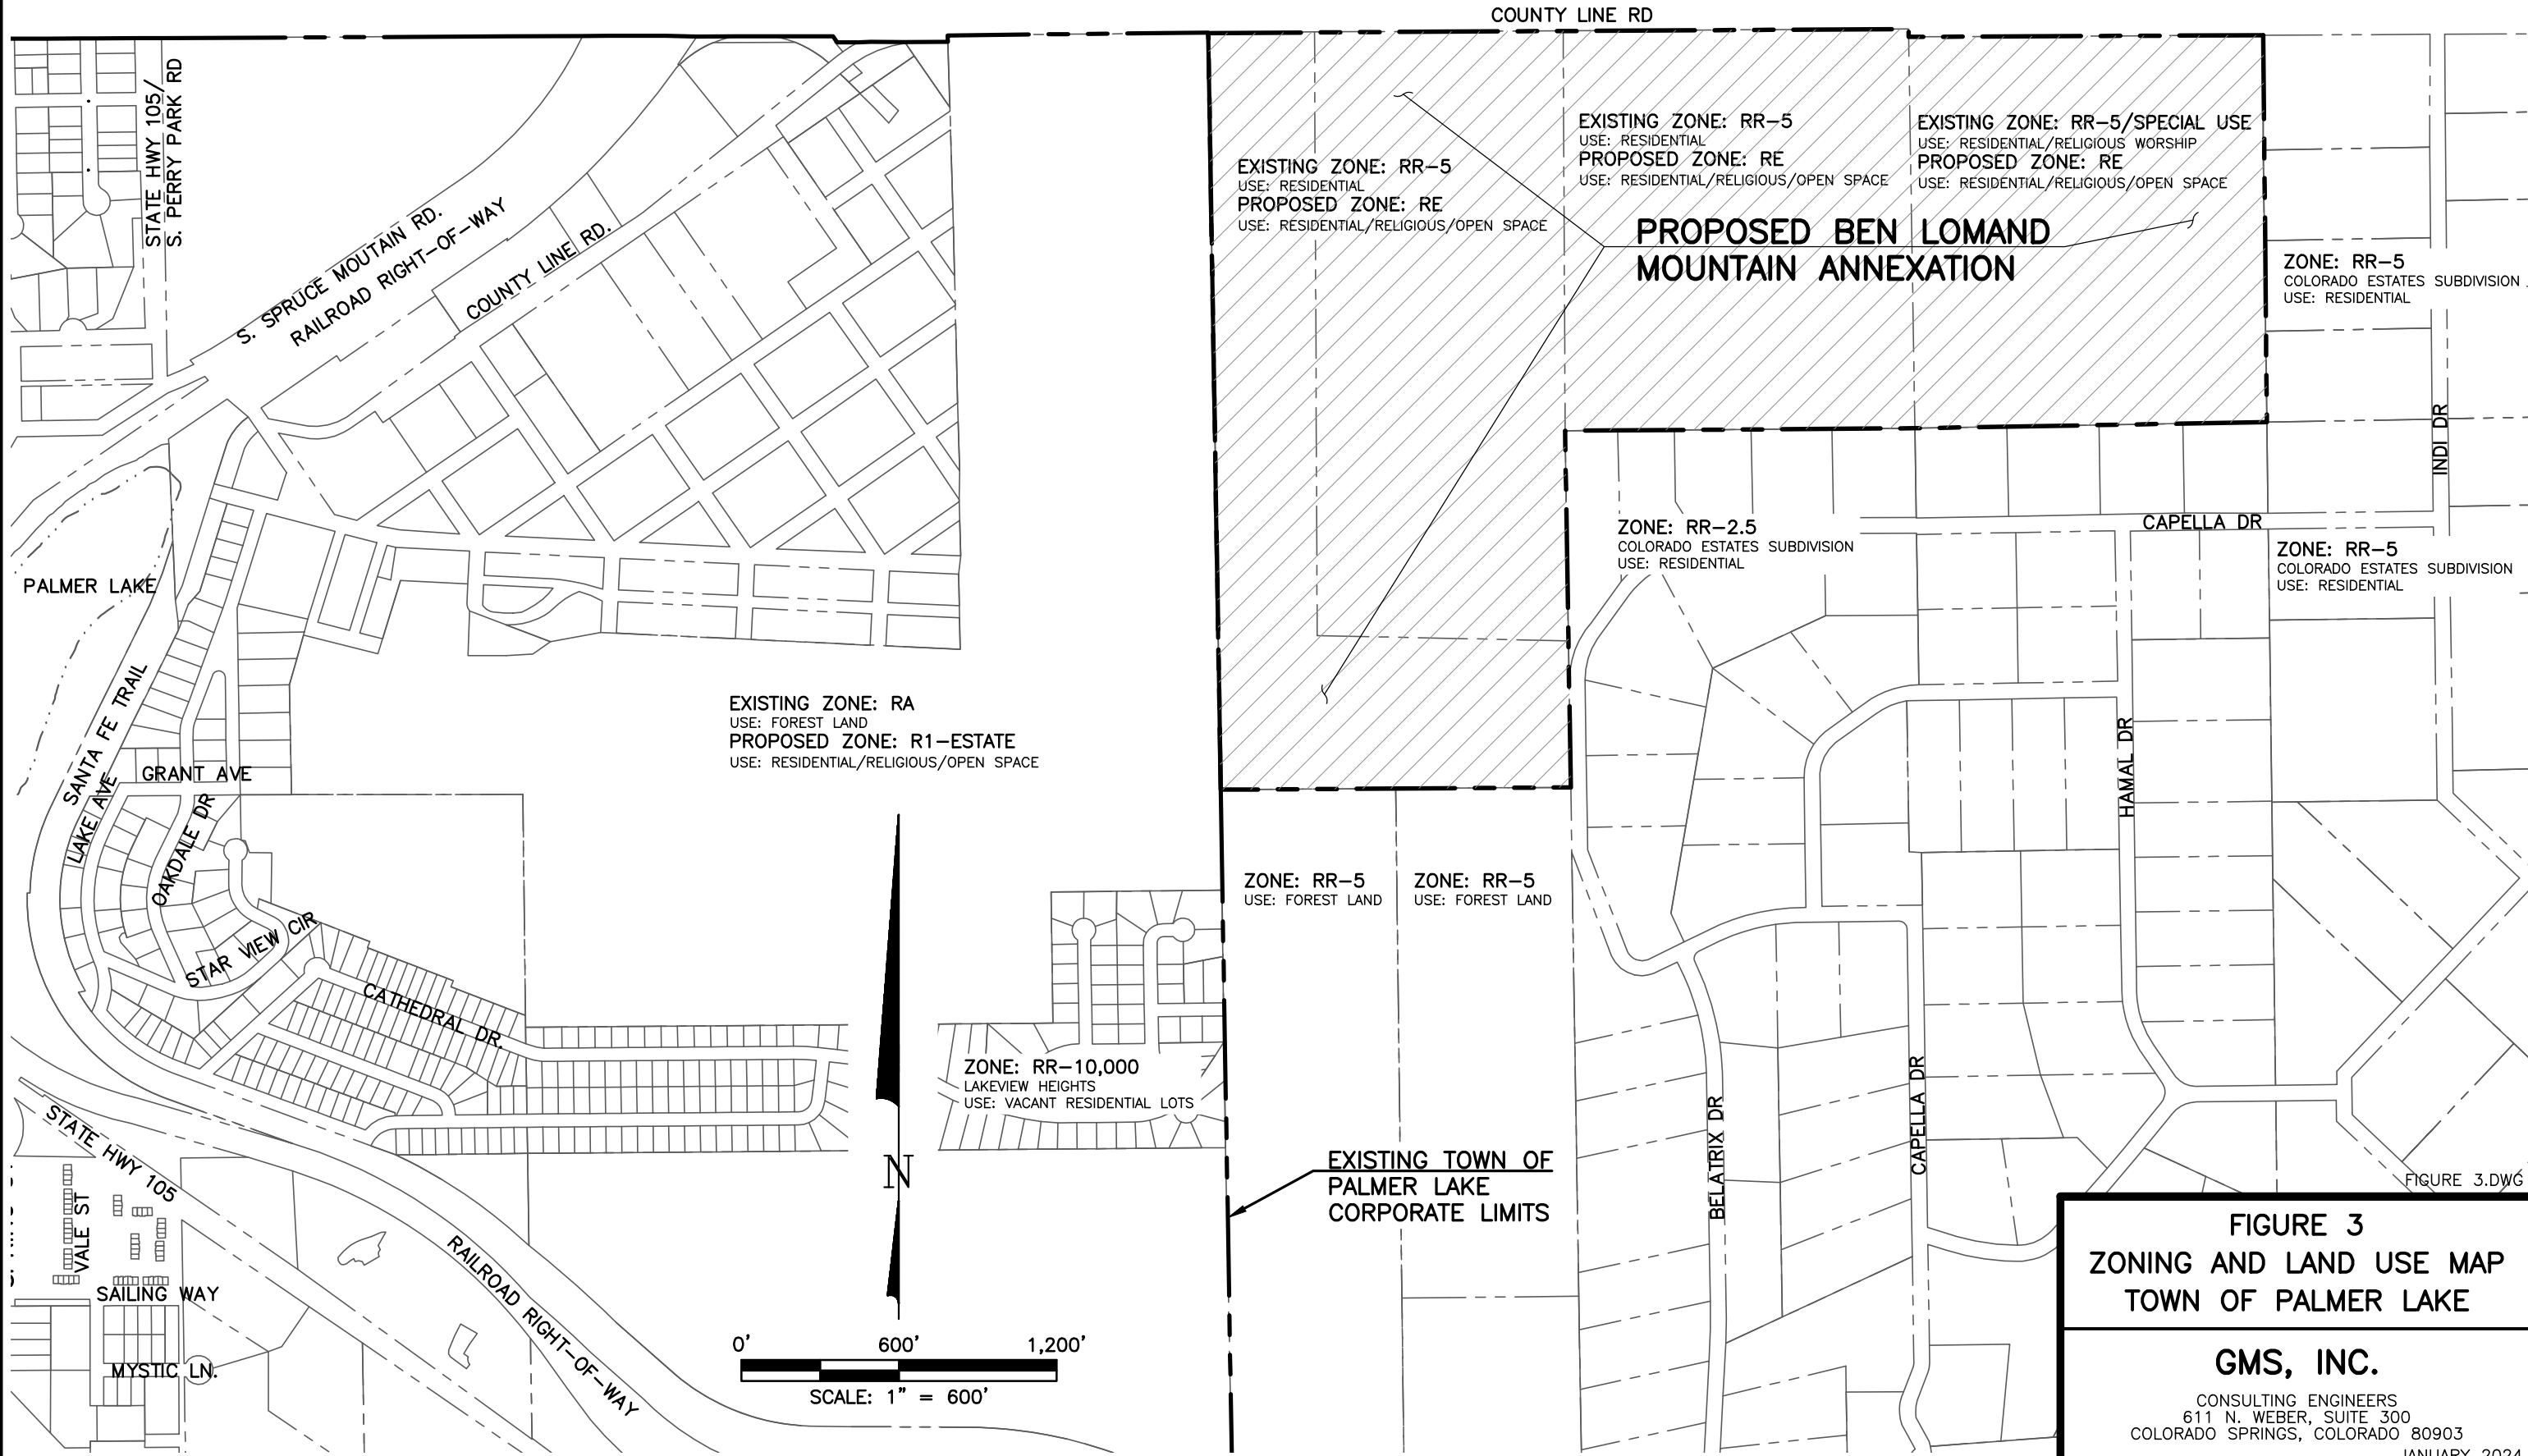 COUNTY LINE RD
STATE HWY 105/
S. PERRY PARK RD
S. SPRUCE MOUTAIN RD.
RAILROAD RIGHT-OF-WAY
COUNTY LINE RD.
EXISTING ZONE: RR-5
USE: RESIDENTIAL
PROPOSED ZONE: RE
USE: RESIDENTIAL/RELIGIOUS/OPEN SPACE
EXISTING ZONE: RR-5
USE: RESIDENTIAL
PROPOSED ZONE: RE
USE: RESIDENTIAL/RELIGIOUS/OPEN SPACE
EXISTING ZONE: RR-5/SPECIAL USE
USE: RESIDENTIAL/RELIGIOUS WORSHIP
PROPOSED ZONE: RE
USE: RESIDENTIAL/RELIGIOUS/OPEN SPACE
PROPOSED BEN LOMAND
MOUNTAIN ANNEXATION
ZONE: RR-5
COLORADO ESTATES SUBDIVISION
USE: RESIDENTIAL
INDI DR
CAPELLA DR
ZONE: RR-2.5
COLORADO ESTATES SUBDIVISION
USE: RESIDENTIAL
ZONE: RR-5
COLORADO ESTATES SUBDIVISION
USE: RESIDENTIAL
PALMER LAKE
SANTA FE TRAIL
LAKE AVE
GRANT AVE
OAKDALE DR
STAR VIEW CIR
CATHEDRAL DR.
EXISTING ZONE: RA
USE: FOREST LAND
PROPOSED ZONE: R1-ESTATE
USE: RESIDENTIAL/RELIGIOUS/OPEN SPACE
HAMAL DR
ZONE: RR-5
USE: FOREST LAND
ZONE: RR-5
USE: FOREST LAND
ZONE: RR-10,000
LAKEVIEW HEIGHTS
USE: VACANT RESIDENTIAL LOTS
BELATRIX DR
CAPELLA DR
EXISTING TOWN OF
PALMER LAKE
CORPORATE LIMITS
N
STATE HWY 105
VALE ST
SAILING WAY
MYSTIC LN.
RAILROAD RIGHT-OF-WAY
0' 600' 1,200'
SCALE: 1" = 600'
FIGURE 3.DWG
FIGURE 3
ZONING AND LAND USE MAP
TOWN OF PALMER LAKE
GMS, INC.
CONSULTING ENGINEERS
611 N. WEBER, SUITE 300
COLORADO SPRINGS, COLORADO 80903
JANUARY 2024